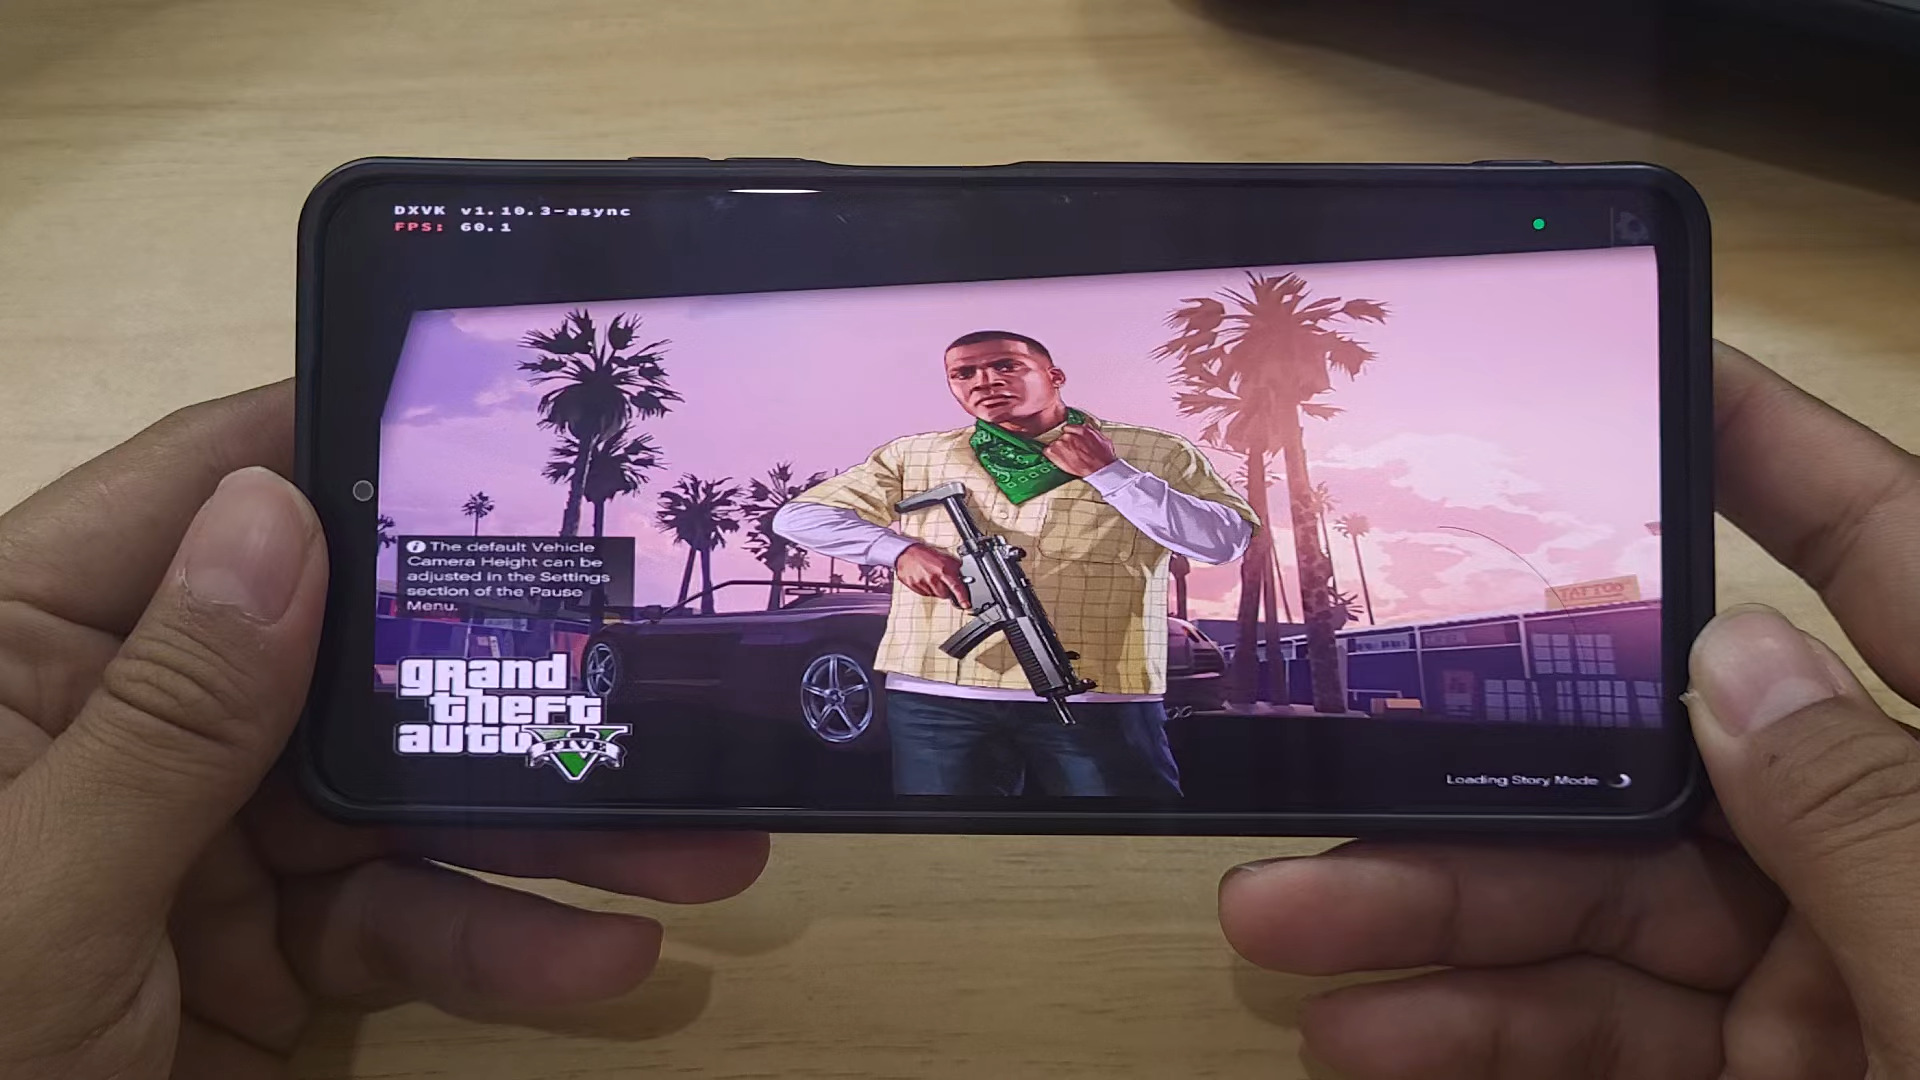 DXVK v1.10.3-async
FPS: 60.1
The default Vehicle
Camera Height can be
adjusted in the Settings
section of the Pause
Menu.
TATTOO
grand
theft
auto
FIVE
Loading Story Mode